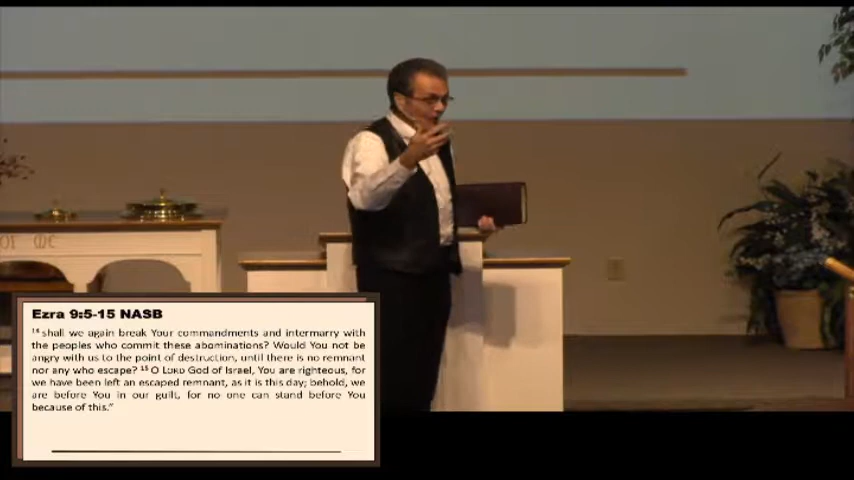 OF ME
Ezra 9:5-15 NASB
14 shall we again break Your commandments and intermarry with
the peoples who commit these abominations? Would You not be
angry with us to the point of destruction, until there is no remnant
nor any who escape? 15 O LORD God of Israel, You are righteous, for
we have been left an escaped remnant, as it is this day; behold, we
are before You in our guilt, for no one can stand before You
because of this."